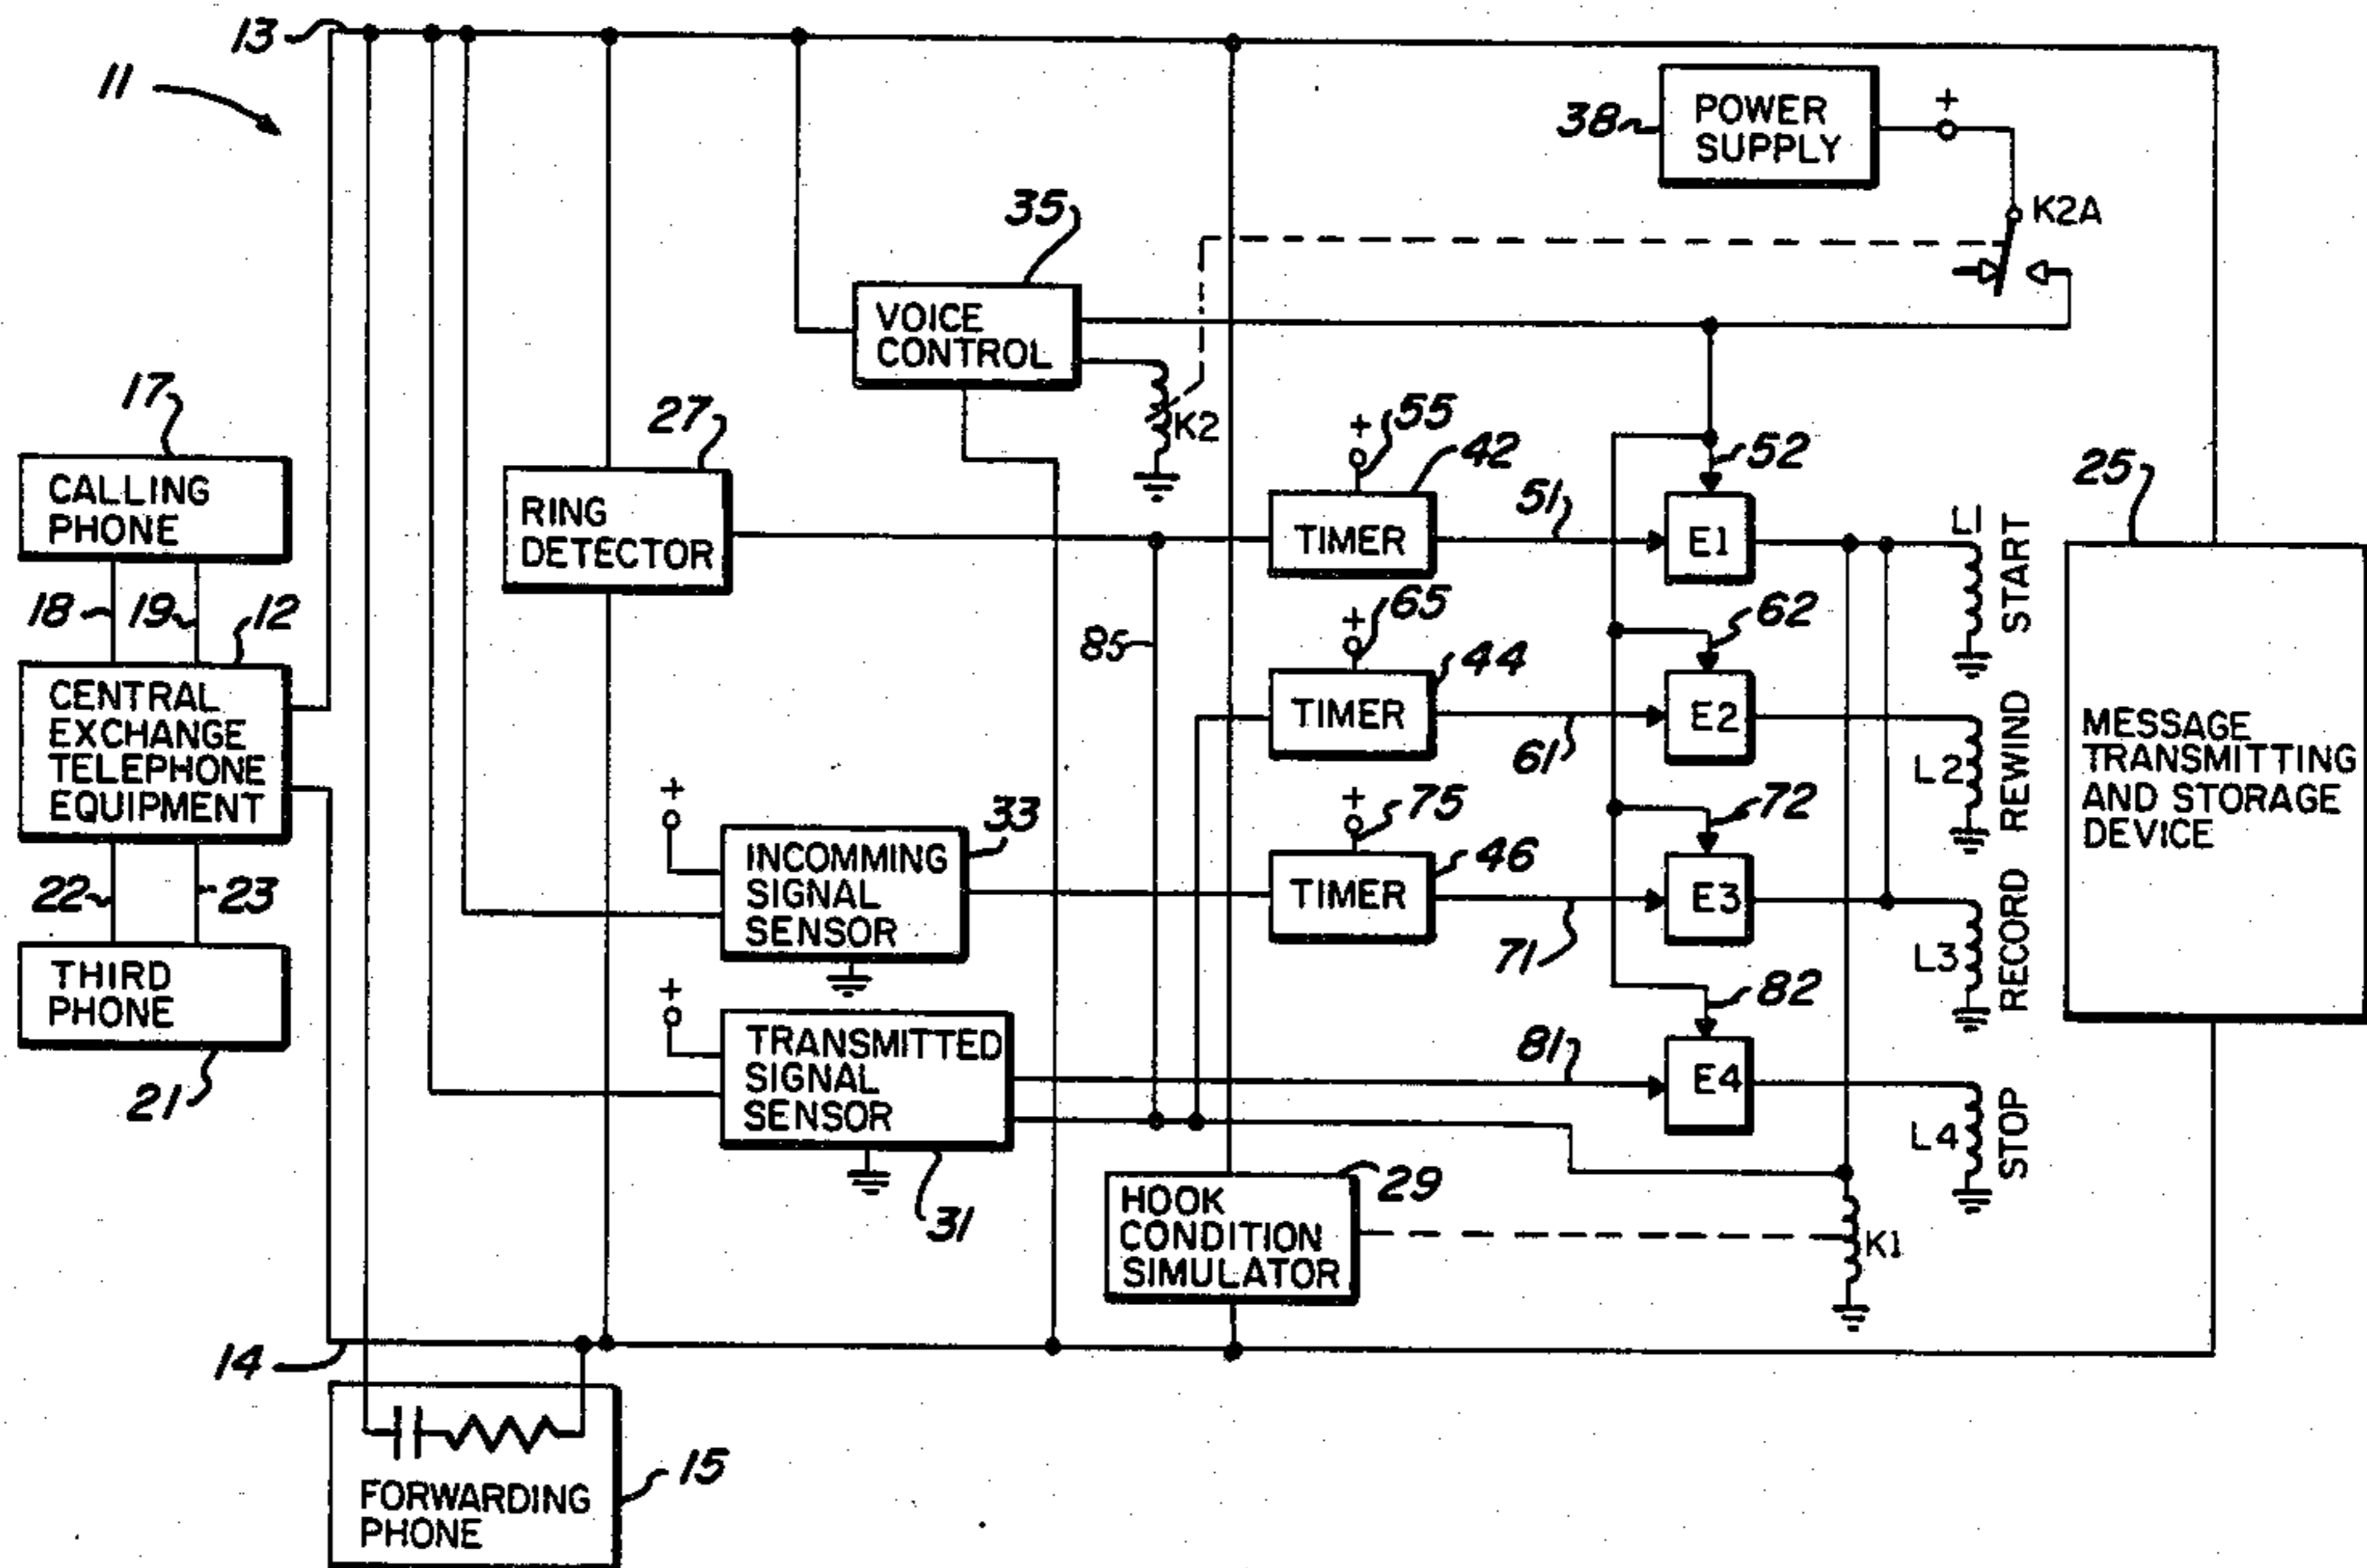 13
11
38
POWER
SUPPLY
+
K2A
35
VOICE
CONTROL
K2
17
CALLING
PHONE
27
RING
DETECTOR
+
55
42
TIMER
51
52
E1
START
25
MESSAGE
TRANSMITTING
AND STORAGE
DEVICE
18
19
12
CENTRAL
EXCHANGE
TELEPHONE
EQUIPMENT
85
+
65
44
TIMER
61
62
E2
L2
REWIND
22
23
THIRD
PHONE
21
+
33
INCOMMING
SIGNAL
SENSOR
+
75
46
TIMER
71
72
E3
L3
RECORD
+
TRANSMITTED
SIGNAL
SENSOR
31
81
82
E4
L4
STOP
29
HOOK
CONDITION
SIMULATOR
K1
14
15
FORWARDING
PHONE